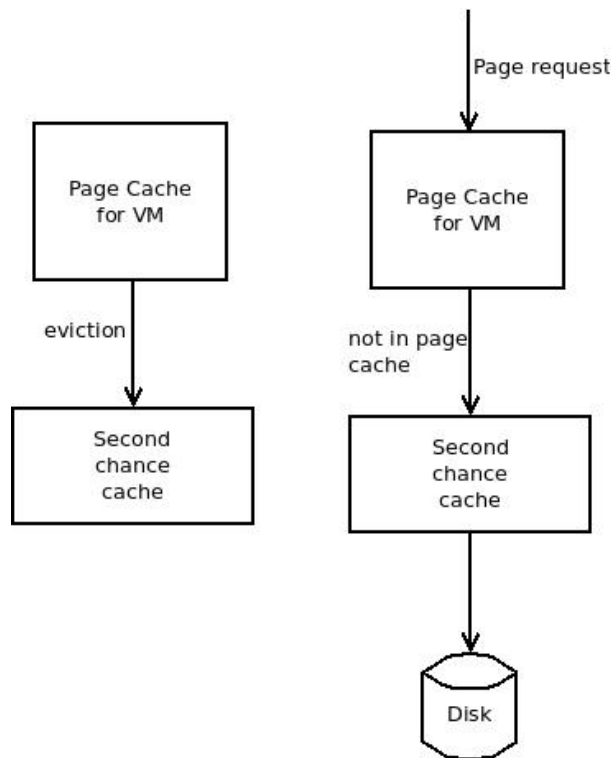 Page Cache
for VM
eviction
Second
chance
cache
Page request
Page Cache
for VM
not in page
cache
Second
chance
cache
Disk